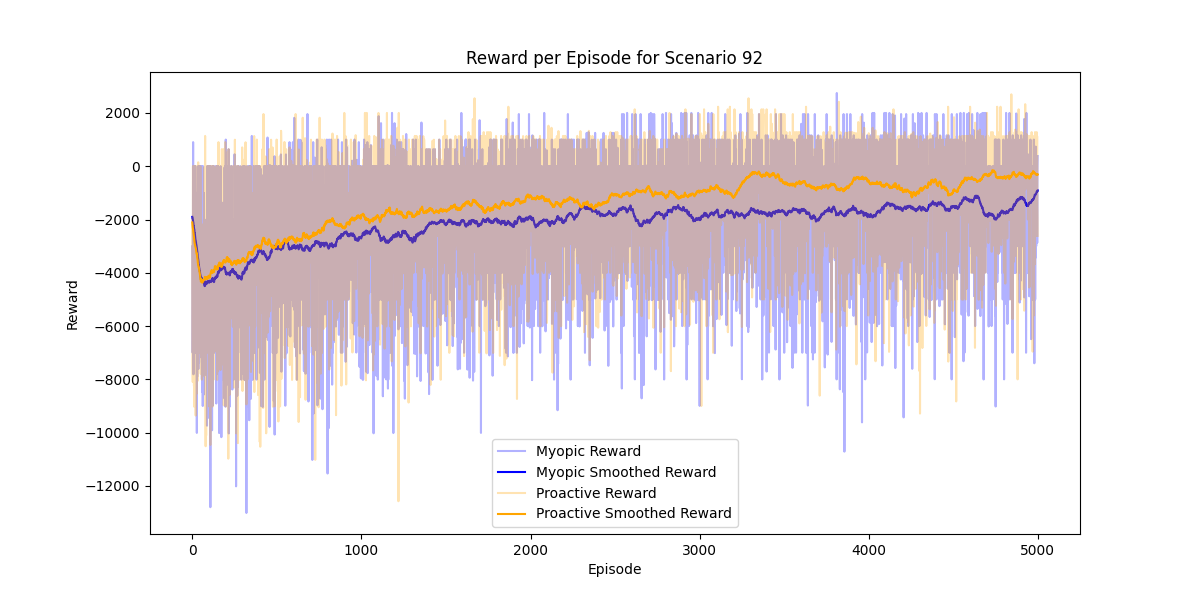 Reward per Episode for Scenario 92
Reward
2000
0
−2000
−4000
−6000
−8000
−10000
−12000
Myopic Reward
Myopic Smoothed Reward
Proactive Reward
Proactive Smoothed Reward
0 1000 2000 3000 4000 5000
Episode